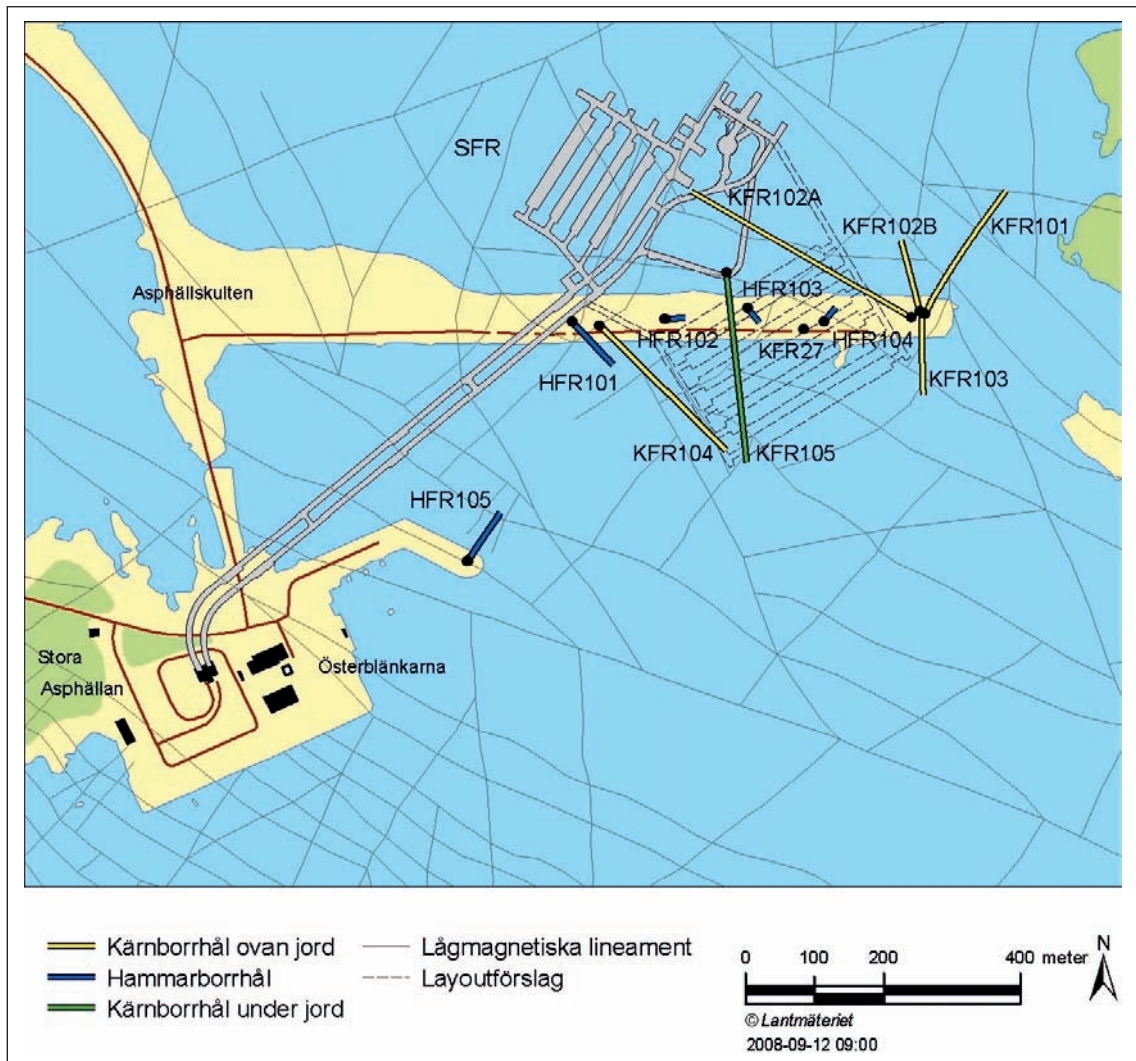 SFR
KFR102A
KFR102B
KFR101
Asphällskulten
HFR103
HFR102
KFR27
HFR104
HFR101
KFR103
KFR104
KFR105
HFR105
Stora
Asphällan
Österblänkarna
Kärnborrhål ovan jord
Hammarborrhål
Kärnborrhål under jord
Lågmagnetiska lineament
Layoutförslag
0 100 200 400 meter
N
© Lantmäteriet
2008-09-12 09:00